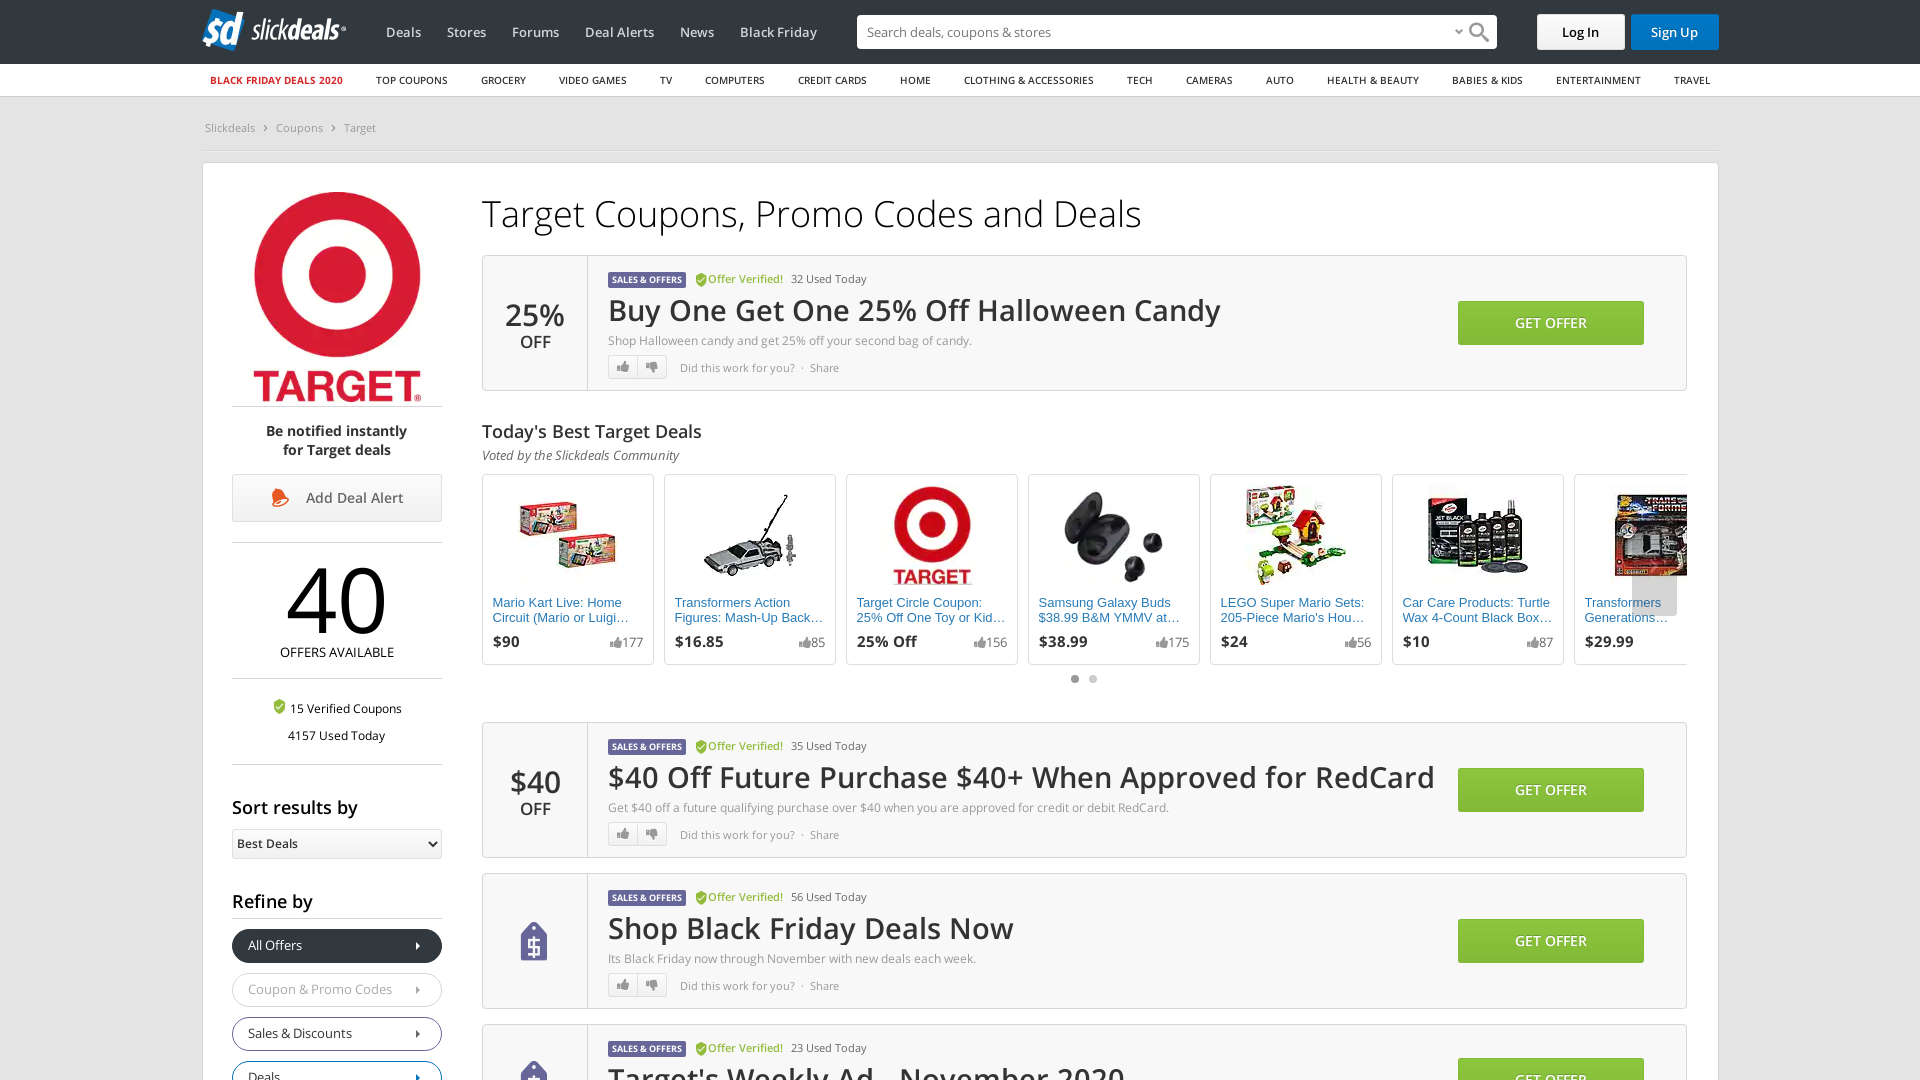 slickdeals
Deals Stores Forums Deal Alerts News Black Friday
Search deals, coupons & stores
Log In
Sign Up
BLACK FRIDAY DEALS 2020 TOP COUPONS GROCERY VIDEO GAMES TV COMPUTERS CREDIT CARDS HOME CLOTHING & ACCESSORIES TECH CAMERAS AUTO HEALTH & BEAUTY BABIES & KIDS ENTERTAINMENT TRAVEL
Slickdeals > Coupons > Target
TARGET®
Be notified instantly
for Target deals
Add Deal Alert
40
OFFERS AVAILABLE
15 Verified Coupons
4157 Used Today
Sort results by
Best Deals
Refine by
All Offers
Coupon & Promo Codes
Sales & Discounts
Deals
Target Coupons, Promo Codes and Deals
25%
OFF
SALES & OFFERS Offer Verified! 32 Used Today
Buy One Get One 25% Off Halloween Candy
Shop Halloween candy and get 25% off your second bag of candy.
Did this work for you? · Share
GET OFFER
Today's Best Target Deals
Voted by the Slickdeals Community
Mario Kart Live: Home
Circuit (Mario or Luigi…
$90 177
Transformers Action
Figures: Mash-Up Back…
$16.85 85
TARGET
Target Circle Coupon:
25% Off One Toy or Kid…
25% Off 156
Samsung Galaxy Buds
$38.99 B&M YMMV at…
$38.99 175
LEGO Super Mario Sets:
205-Piece Mario's Hou…
$24 56
JET BLACK
Car Care Products: Turtle
Wax 4-Count Black Box…
$10 87
Transformers
Generations…
$29.99
$40
OFF
SALES & OFFERS Offer Verified! 35 Used Today
$40 Off Future Purchase $40+ When Approved for RedCard
Get $40 off a future qualifying purchase over $40 when you are approved for credit or debit RedCard.
Did this work for you? · Share
GET OFFER
SALES & OFFERS Offer Verified! 56 Used Today
Shop Black Friday Deals Now
Its Black Friday now through November with new deals each week.
Did this work for you? · Share
GET OFFER
SALES & OFFERS Offer Verified! 23 Used Today
Target's Weekly Ad - November 2020
GET OFFER